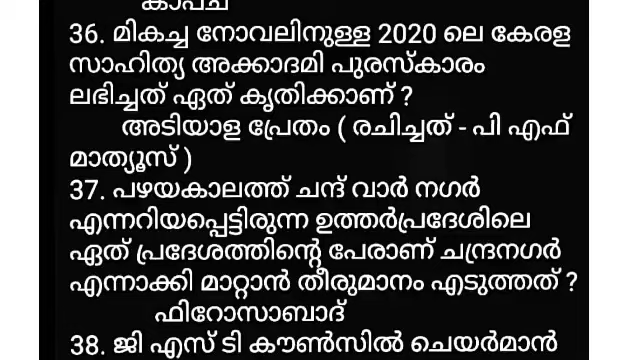 കാപ്പ്ച
36. മികച്ച നോവലിനുള്ള 2020 ലെ കേരള
സാഹിത്യ അക്കാദമി പുരസ്കാരം
ലഭിച്ചത് ഏത് കൃതിക്കാണ് ?
അടിയാള പ്രേതം ( രചിച്ചത് - പി എഫ്
മാത്യൂസ് )
37. പഴയകാലത്ത് ചന്ദ് വാർ നഗർ
എന്നറിയപ്പെട്ടിരുന്ന ഉത്തർപ്രദേശിലെ
ഏത് പ്രദേശത്തിന്റെ പേരാണ് ചന്ദ്രനഗർ
എന്നാക്കി മാറ്റാൻ തീരുമാനം എടുത്തത് ?
ഫിറോസാബാദ്
38. ജി എസ് ടി കൗൺസിൽ ചെയർമാൻ